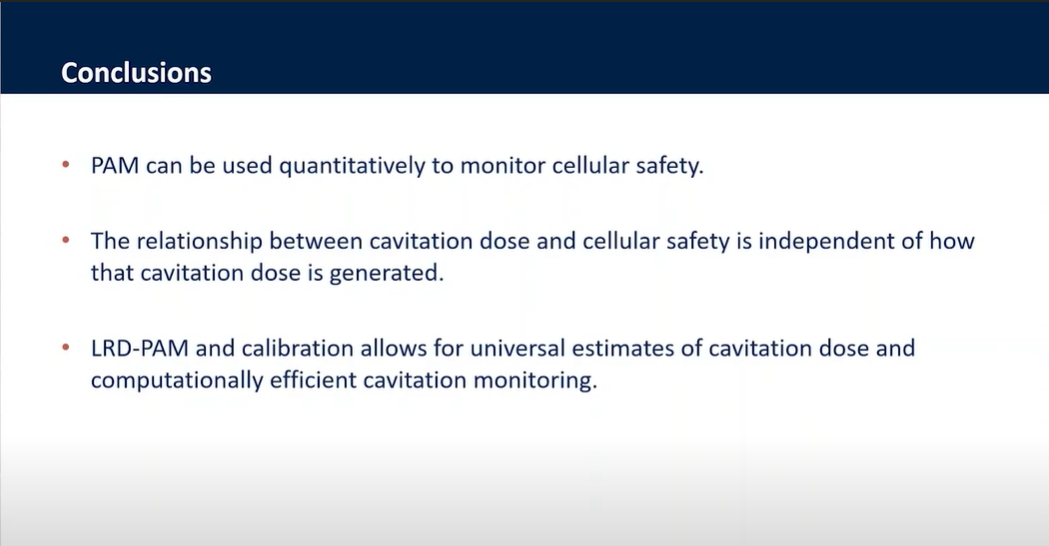 Conclusions
• PAM can be used quantitatively to monitor cellular safety.
• The relationship between cavitation dose and cellular safety is independent of how
that cavitation dose is generated.
• LRD-PAM and calibration allows for universal estimates of cavitation dose and
computationally efficient cavitation monitoring.